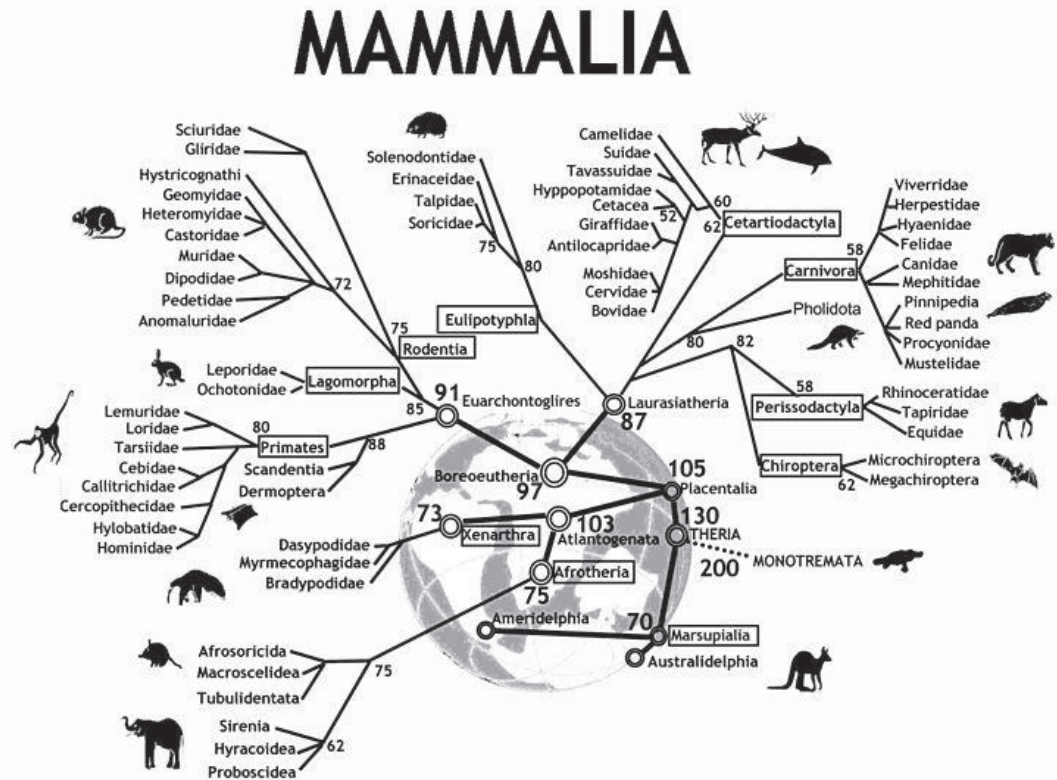 MAMMALIA
Sciuridae
Gliridae
Hystricognathi
Geomyidae
Heteromyidae
Castoridae
Muridae
Dipodidae
Pedetidae
Anomaluridae
72
75
Rodentia
Solenodontidae
Erinaceidae
Talpidae
Soricidae
75
80
Eulipotyphla
Camelidae
Suidae
Tavassuidae
Hyppopotamidae
Cetacea
52
Giraffidae
Antilocapridae
Moshidae
Cervidae
Bovidae
60
62
Cetartiodactyla
Viverridae
Herpestidae
Hyaenidae
Felidae
58
Carnivora
Canidae
Mephitidae
Pinnipedia
Red panda
Procyonidae
Mustelidae
Pholidota
80
82
58
Perissodactyla
Rhinoceratidae
Tapiridae
Equidae
Chiroptera
62
Microchiroptera
Megachiroptera
Leporidae
Ochotonidae
Lagomorpha
85
91
Euarchontoglires
Laurasiatheria
87
Lemuridae
Loridae
Tarsiidae
Cebidae
Callitrichidae
Cercopithecidae
Hylobatidae
Hominidae
80
Primates
88
Scandentia
Dermoptera
Boreoeutheria
97
105
Placentalia
73
Xenarthra
103
Atlantogenata
130
THERIA
200
MONOTREMATA
Dasypodidae
Myrmecophagidae
Bradypodidae
Afrotheria
75
Ameridelphia
70
Marsupialia
Australidelphia
Afrosoricida
Macroscelidea
Tubulidentata
75
Sirenia
Hyracoidea
Proboscidea
62